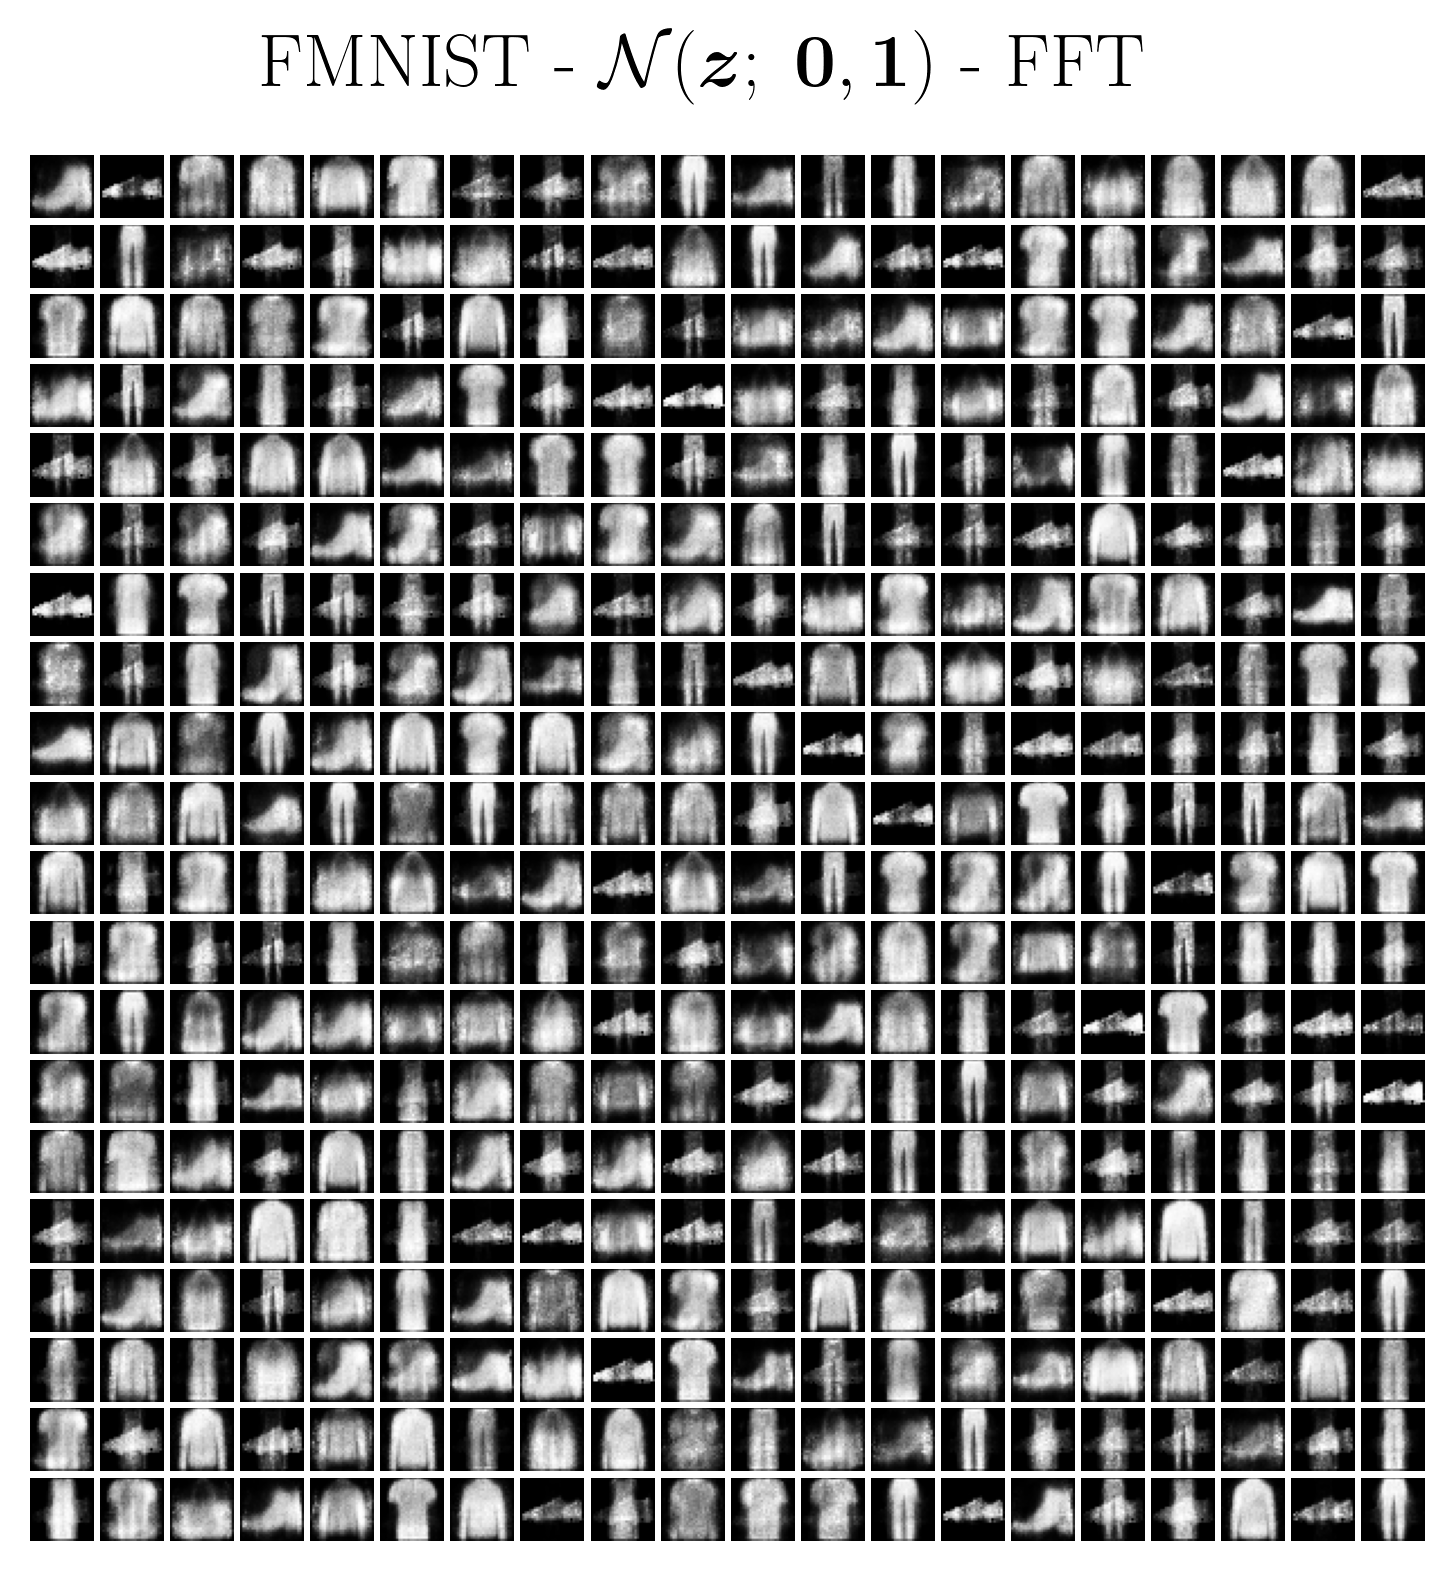 FMNIST - 𝓝(z; 0, 1) - FFT